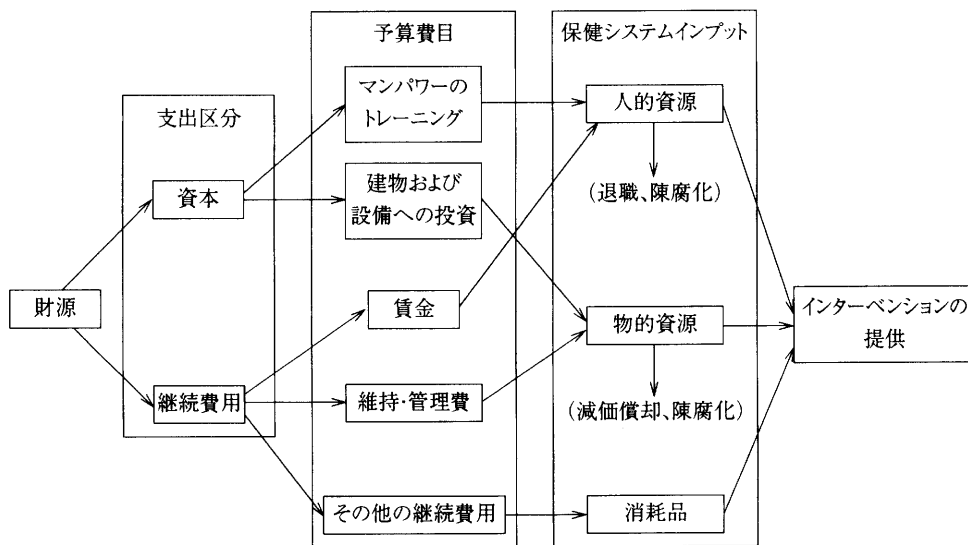 予算費目
保健システムインプット
支出区分
マンパワーの
トレーニング
人的資源
(退職、陳腐化)
資本
建物および
設備への投資
財源
賃金
物的資源
インターベンションの
提供
継続費用
維持・管理費
(減価償却、陳腐化)
その他の継続費用
消耗品